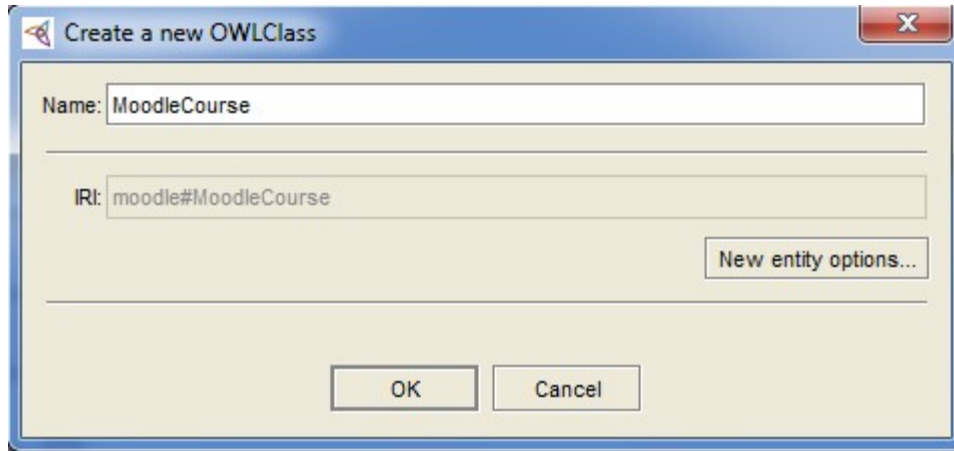 Create a new OWLClass
Name: MoodleCourse
IRI: moodle#MoodleCourse
New entity options...
OK Cancel